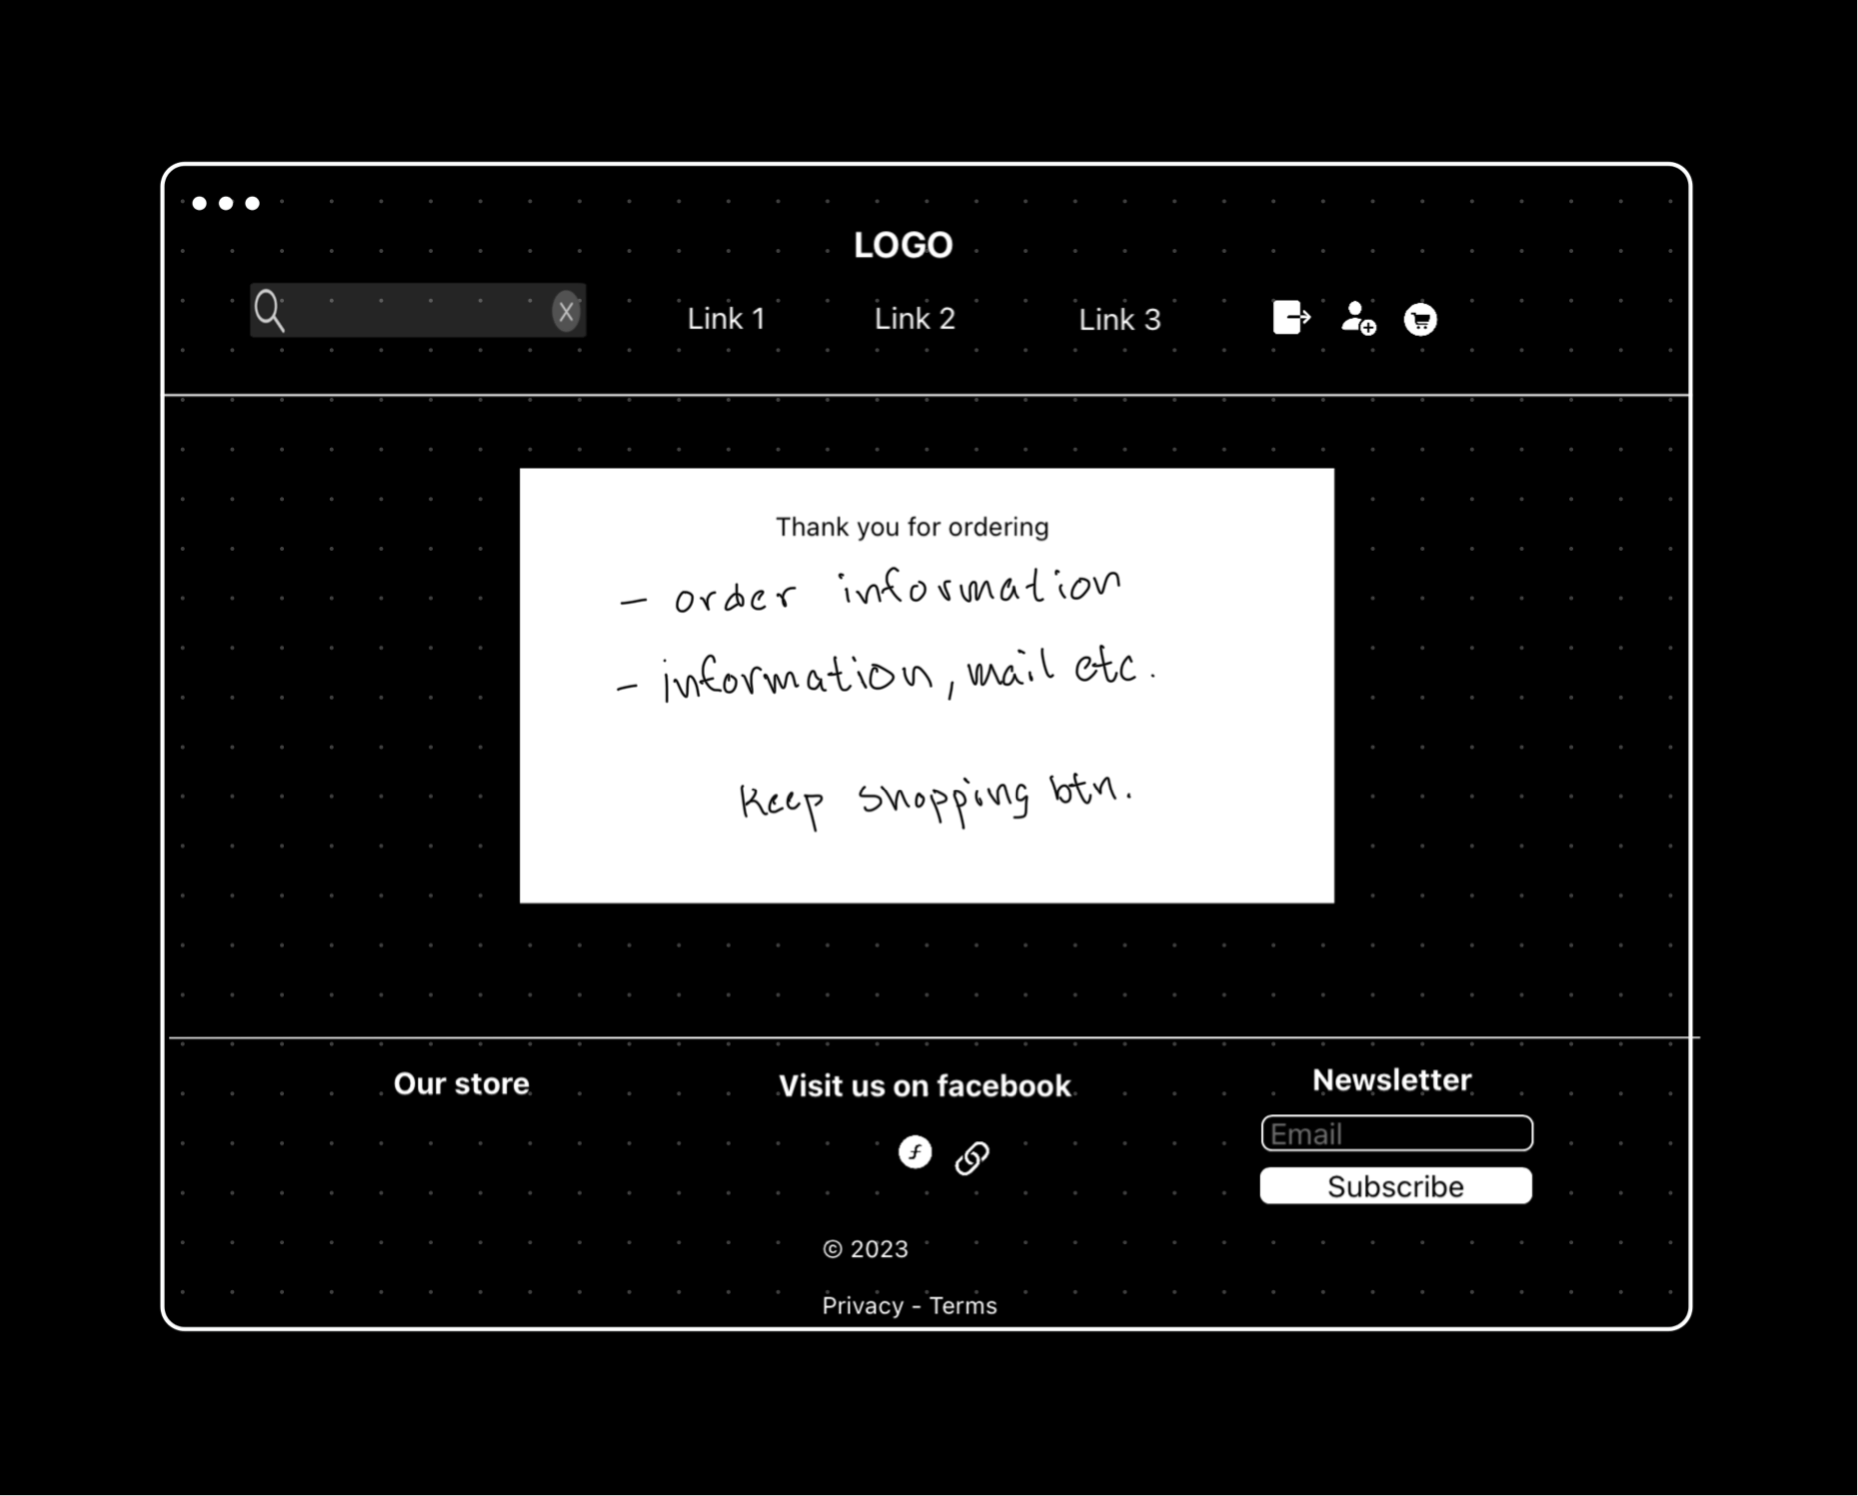 LOGO
X
Link 1 Link 2 Link 3
Thank you for ordering
- order information
- information, mail etc.
Keep shopping btn.
Our store
Visit us on facebook
f
Newsletter
Email
Subscribe
© 2023
Privacy - Terms